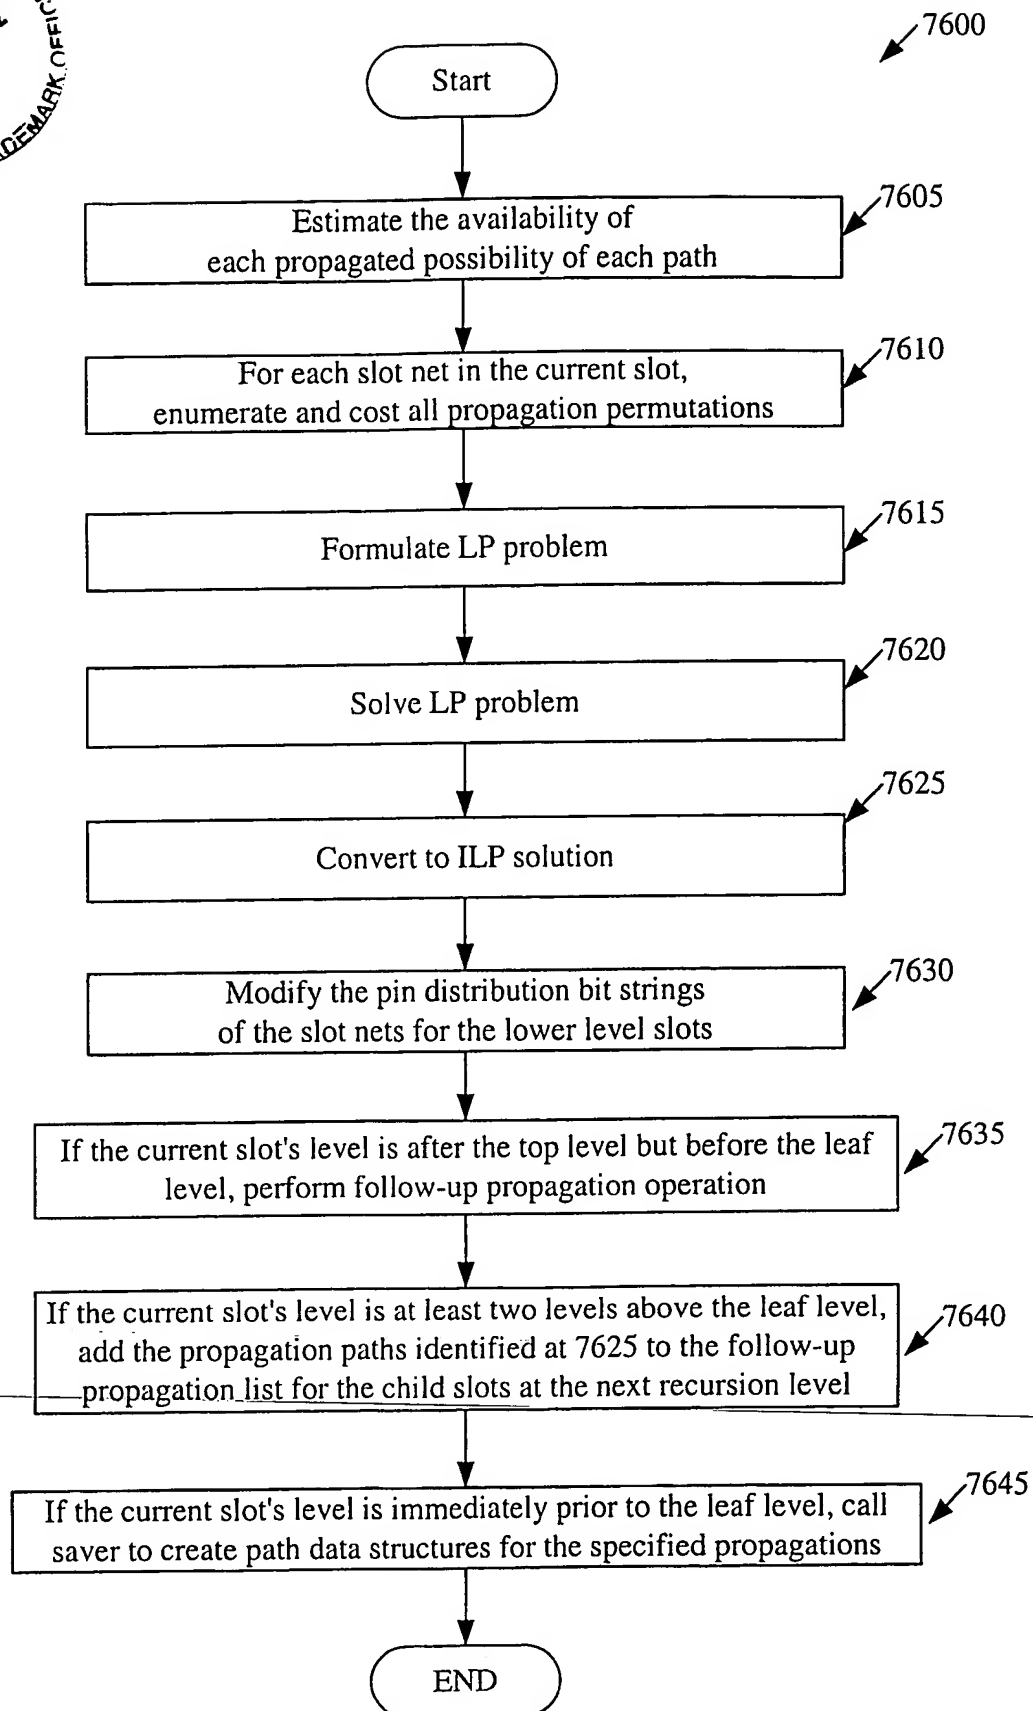 DEMARK OFFIC
7600
Start
7605
Estimate the availability of
each propagated possibility of each path
7610
For each slot net in the current slot,
enumerate and cost all propagation permutations
7615
Formulate LP problem
7620
Solve LP problem
7625
Convert to ILP solution
7630
Modify the pin distribution bit strings
of the slot nets for the lower level slots
7635
If the current slot's level is after the top level but before the leaf
level, perform follow-up propagation operation
7640
If the current slot's level is at least two levels above the leaf level,
add the propagation paths identified at 7625 to the follow-up
propagation list for the child slots at the next recursion level
7645
If the current slot's level is immediately prior to the leaf level, call
saver to create path data structures for the specified propagations
END